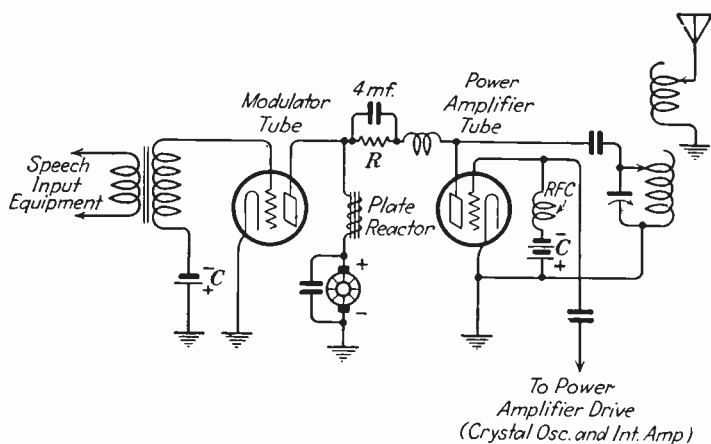 4 mf.
Modulator
Tube
Power
Amplifier
Tube
R
Speech
Input
Equipment
Plate
Reactor
RFC
- C
+
+
-
- C
+
To Power
Amplifier Drive
(Crystal Osc. and Int. Amp)